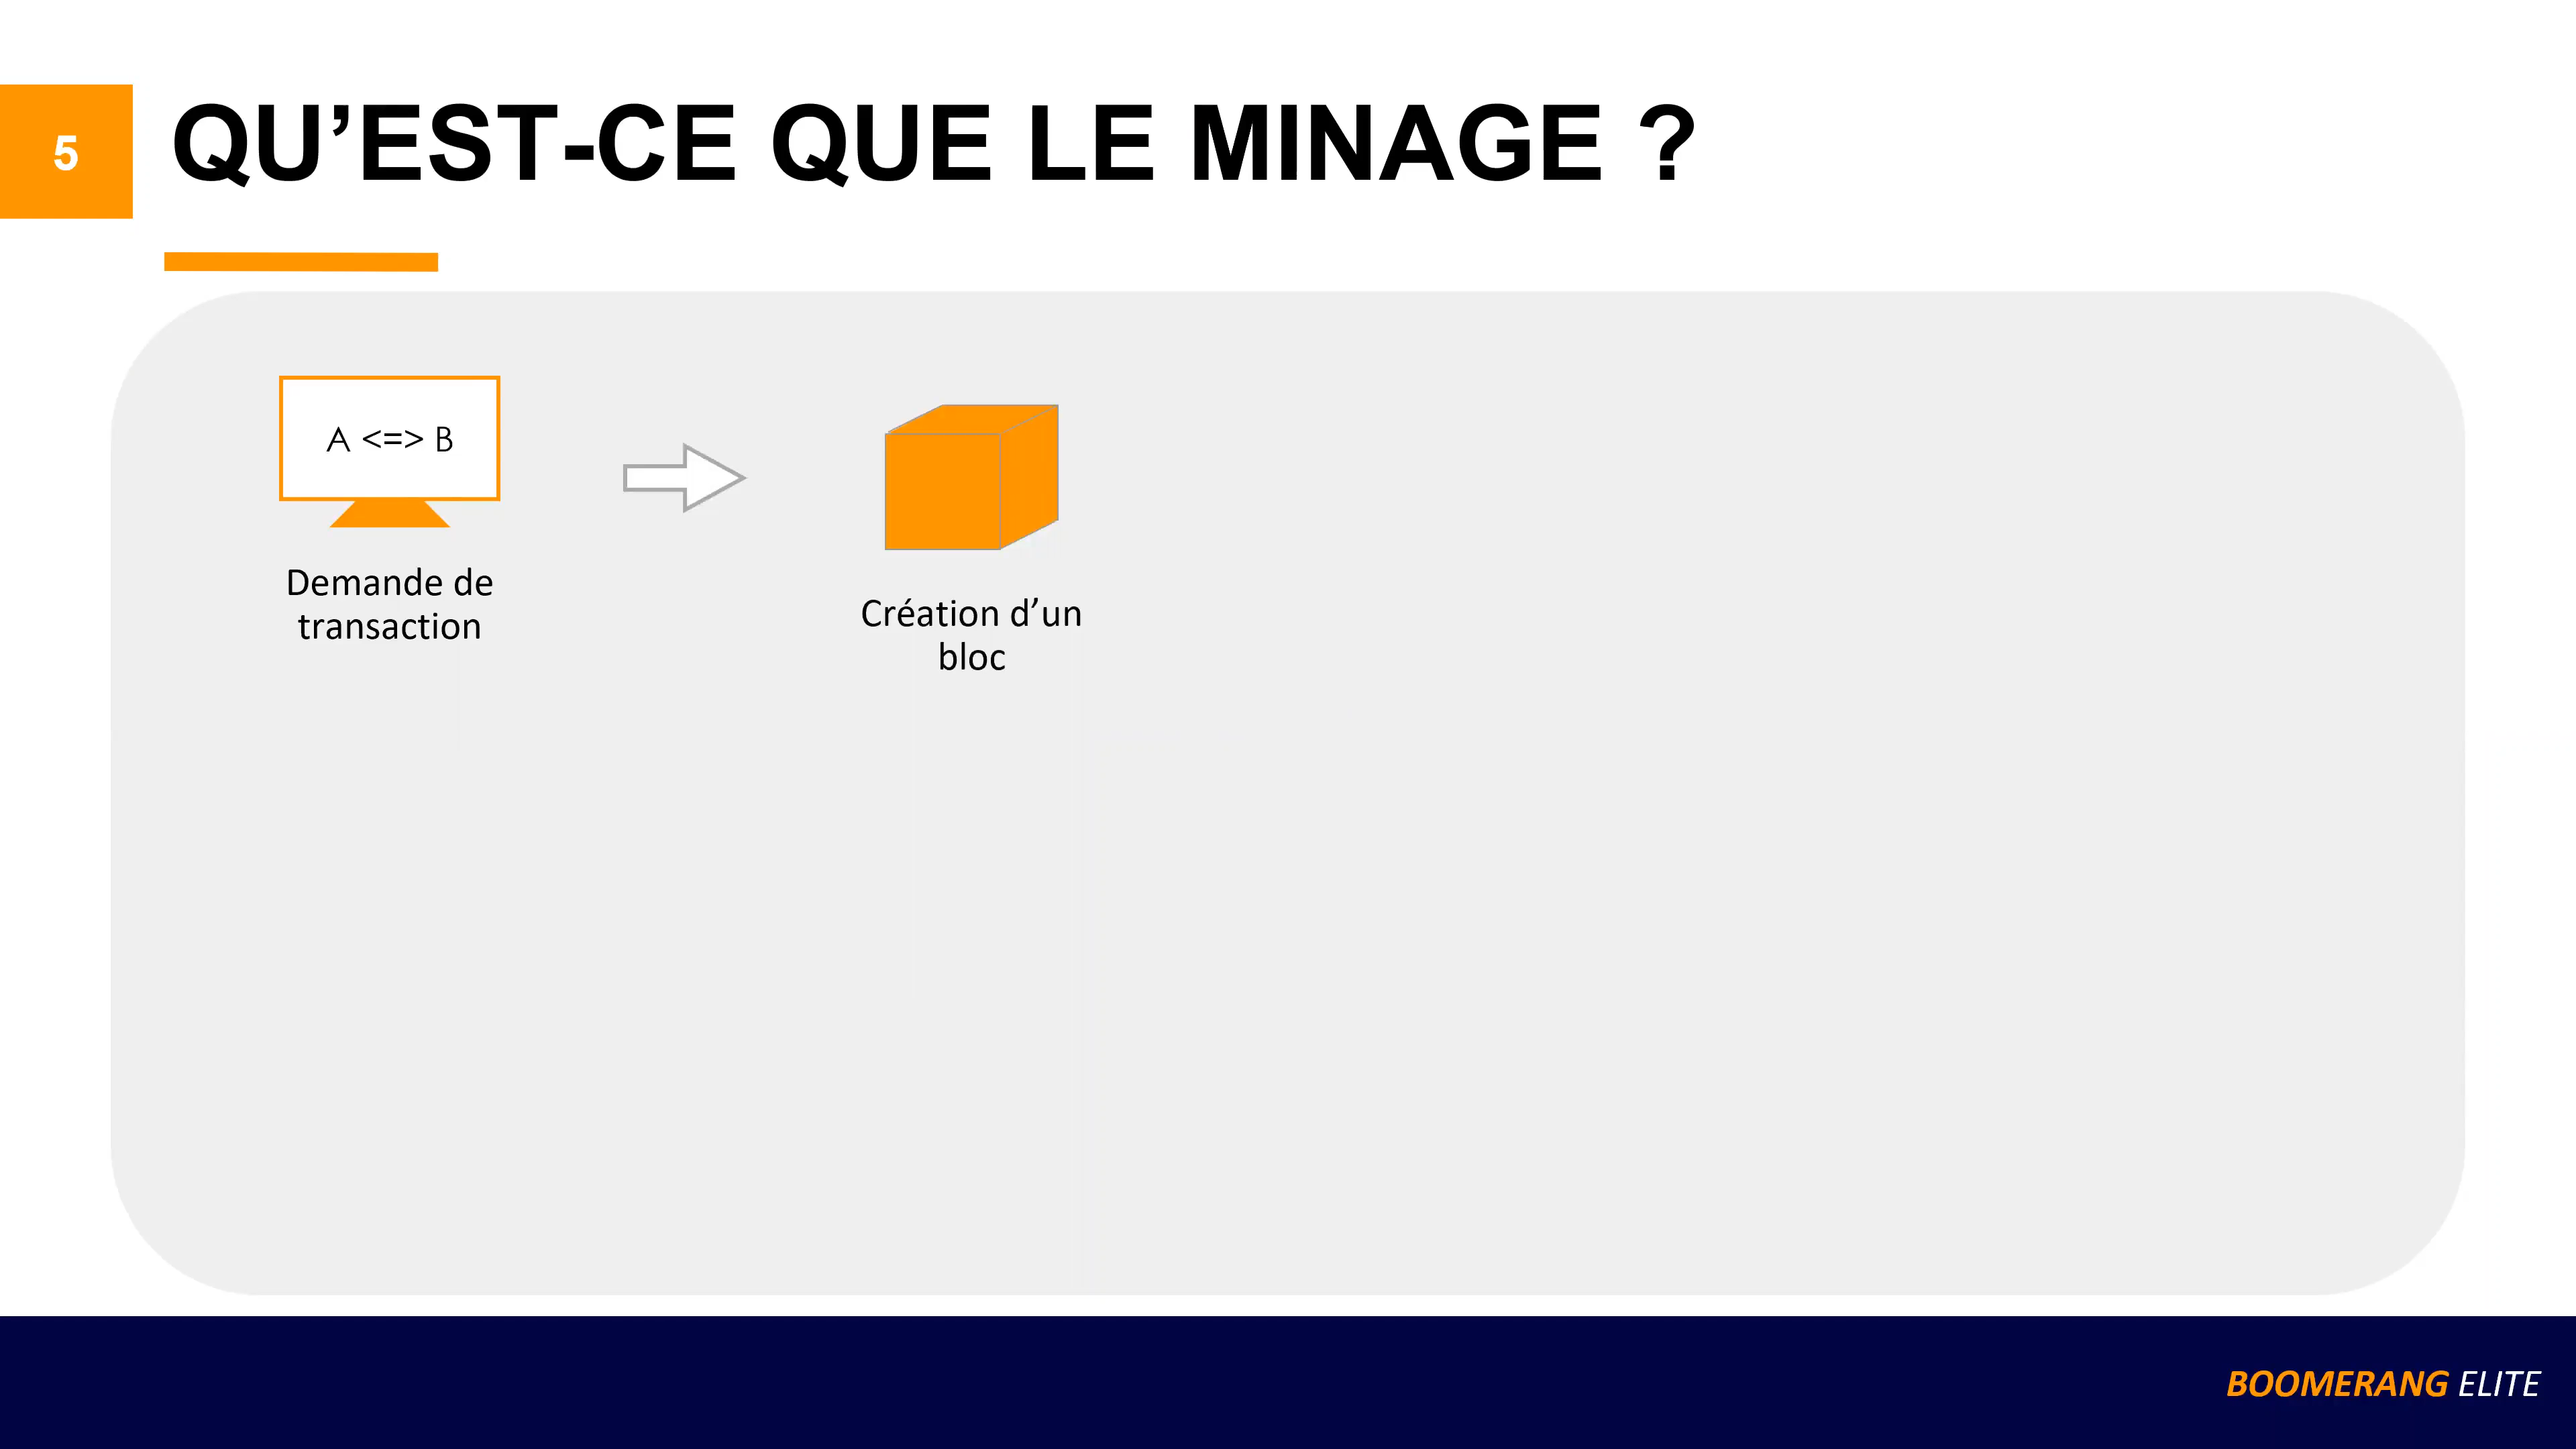 5
QU’EST-CE QUE LE MINAGE ?
A <=> B
Demande de
transaction
Création d’un
bloc
BOOMERANG ELITE